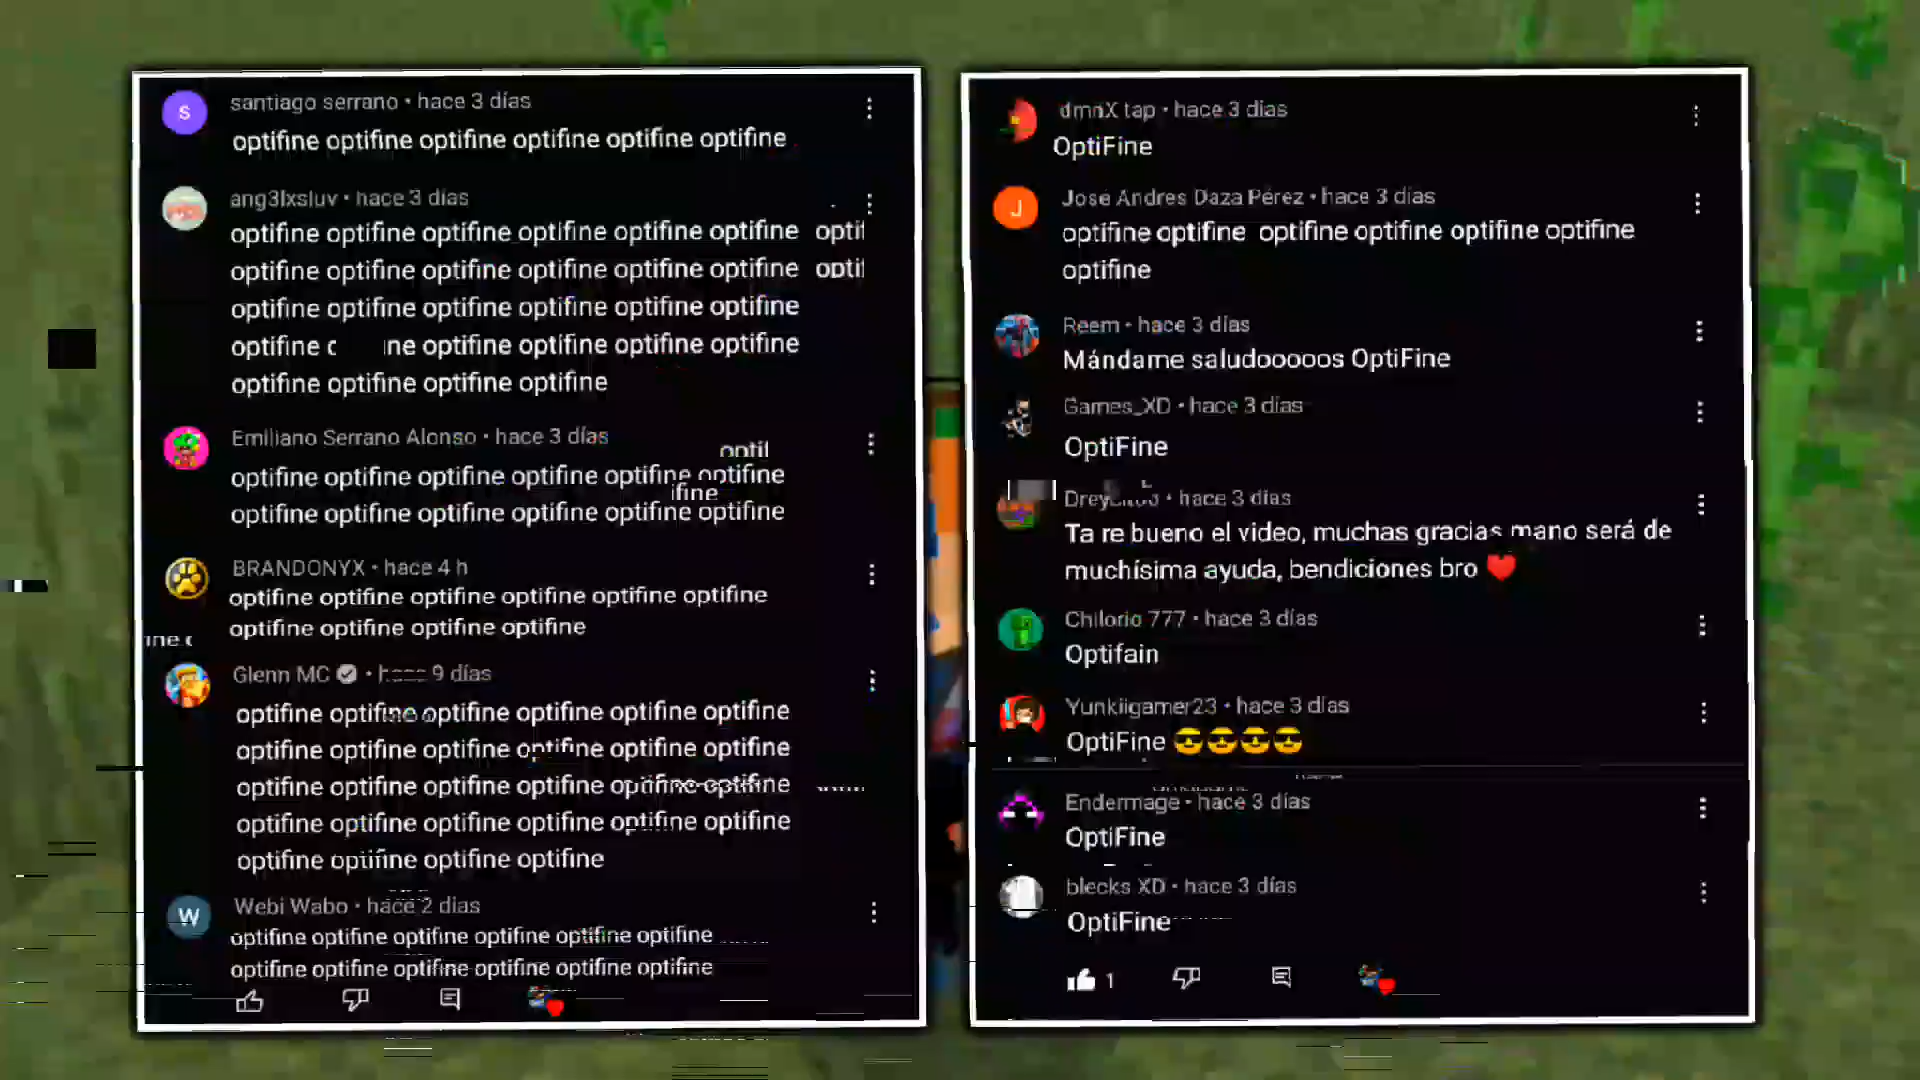 S
santiago serrano • hace 3 días
optifine optifine optifine optifine optifine optifine
ang3lxsluv • hace 3 días
optifine optifine optifine optifine optifine optifine
optifine optifine optifine optifine optifine optifine
optifine optifine optifine optifine optifine optifine
optifine optifine optifine optifine optifine
optifine optifine optifine optifine
Emiliano Serrano Alonso • hace 3 días
optifine optifine optifine optifine optifine optifine
optifine optifine optifine optifine optifine optifine
BRANDONYX • hace 4 h
optifine optifine optifine optifine optifine optifine
optifine optifine optifine optifine
Glenn MC • hace 9 días
optifine optifine optifine optifine optifine optifine
optifine optifine optifine optifine optifine optifine
optifine optifine optifine optifine optifine optifine
optifine optifine optifine optifine optifine optifine
optifine optifine optifine optifine
W
Webi Wabo • hace 2 días
optifine optifine optifine optifine optifine optifine
optifine optifine optifine optifine optifine optifine
dmnX tap • hace 3 días
OptiFine
J
Jose Andres Daza Pérez • hace 3 días
optifine optifine optifine optifine optifine optifine
optifine
Reem • hace 3 días
Mándame saludooooos OptiFine
Games_XD • hace 3 días
OptiFine
• hace 3 días
Ta re bueno el video, muchas gracias mano será de
muchísima ayuda, bendiciones bro ❤️
Chilorio 777 • hace 3 días
Optifain
Yunkiigamer23 • hace 3 días
OptiFine 😎😎😎😎
Endermage • hace 3 días
OptiFine
blecks XD • hace 3 días
OptiFine
1